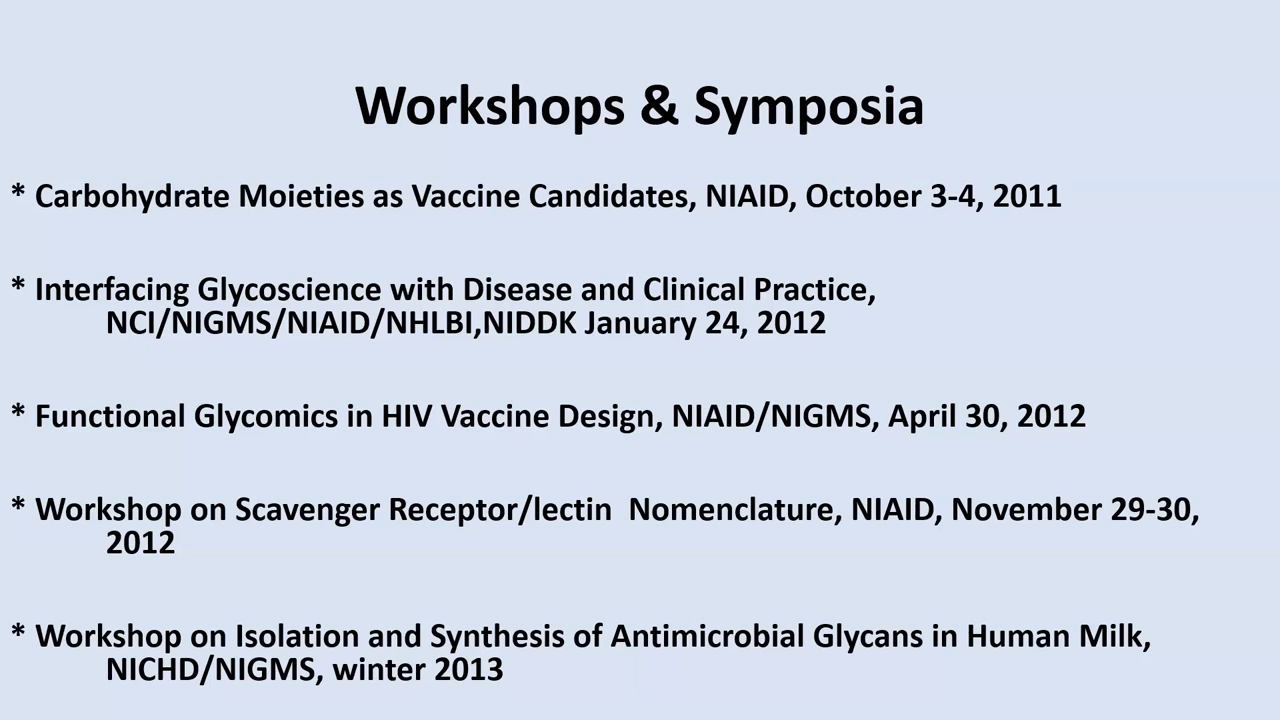 Workshops & Symposia
* Carbohydrate Moieties as Vaccine Candidates, NIAID, October 3-4, 2011
* Interfacing Glycoscience with Disease and Clinical Practice,
NCI/NIGMS/NIAID/NHLBI,NIDDK January 24, 2012
* Functional Glycomics in HIV Vaccine Design, NIAID/NIGMS, April 30, 2012
* Workshop on Scavenger Receptor/lectin  Nomenclature, NIAID, November 29-30,
2012
* Workshop on Isolation and Synthesis of Antimicrobial Glycans in Human Milk,
NICHD/NIGMS, winter 2013